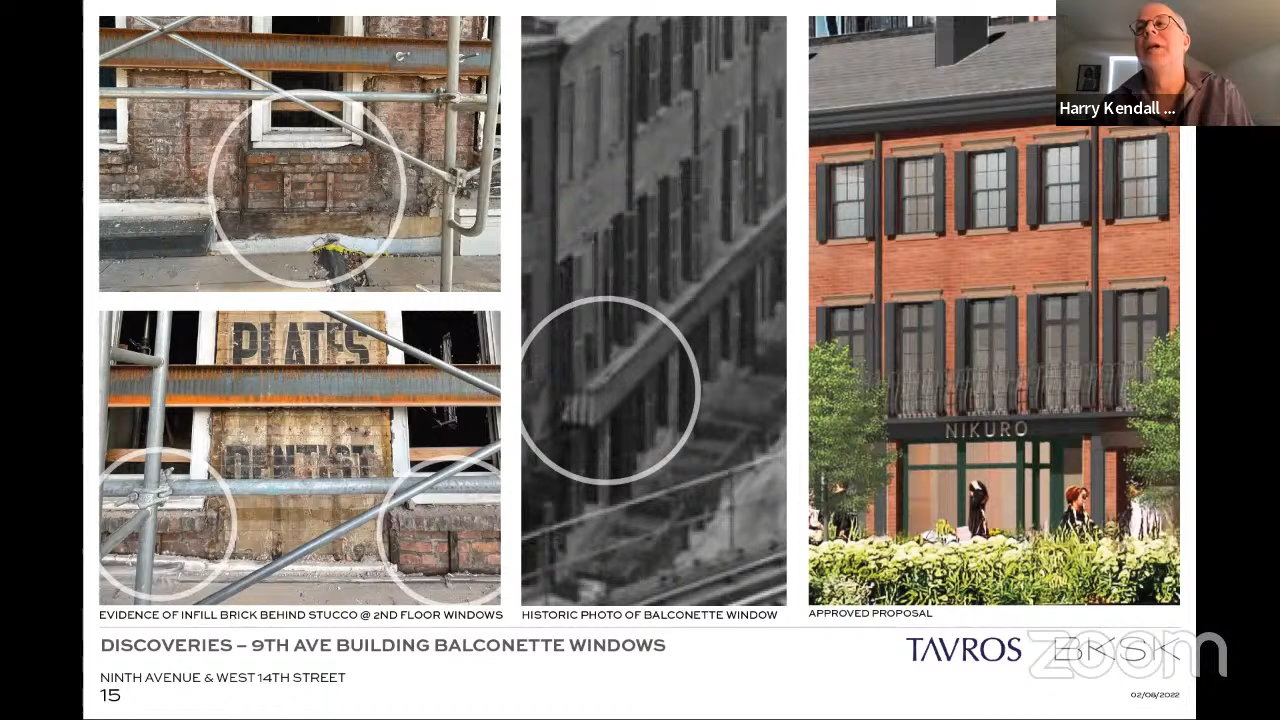 Harry Kendall ...
PLATES
DENTIST
NIKURO
EVIDENCE OF INFILL BRICK BEHIND STUCCO @ 2ND FLOOR WINDOWS
HISTORIC PHOTO OF BALCONETTE WINDOW
APPROVED PROPOSAL
DISCOVERIES – 9TH AVE BUILDING BALCONETTE WINDOWS
TAVROS BKSK
zoom
NINTH AVENUE & WEST 14TH STREET
15
02/08/2022